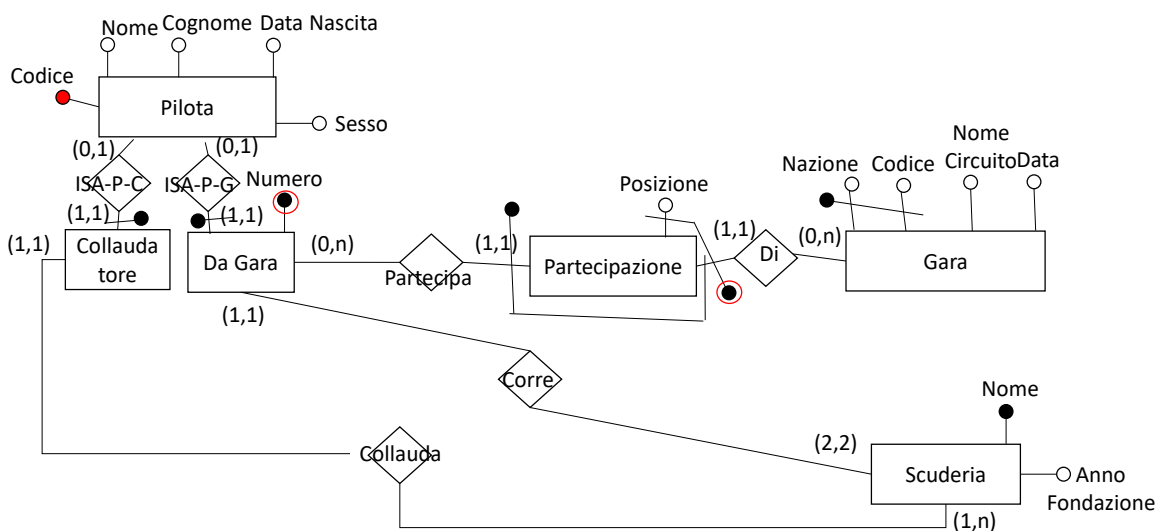 Nome Cognome Data Nascita
Codice
Pilota
Sesso
(0,1) (0,1)
ISA-P-C ISA-P-G Numero
(1,1) (1,1)
Nome
Nazione Codice Circuito Data
Posizione
(1,1) Collauda
tore
Da Gara
(0,n)
Partecipa
(1,1)
Partecipazione
(1,1)
Di
(0,n)
Gara
(1,1)
Corre
Nome
Collauda
(2,2)
Scuderia
Anno
Fondazione
(1,n)